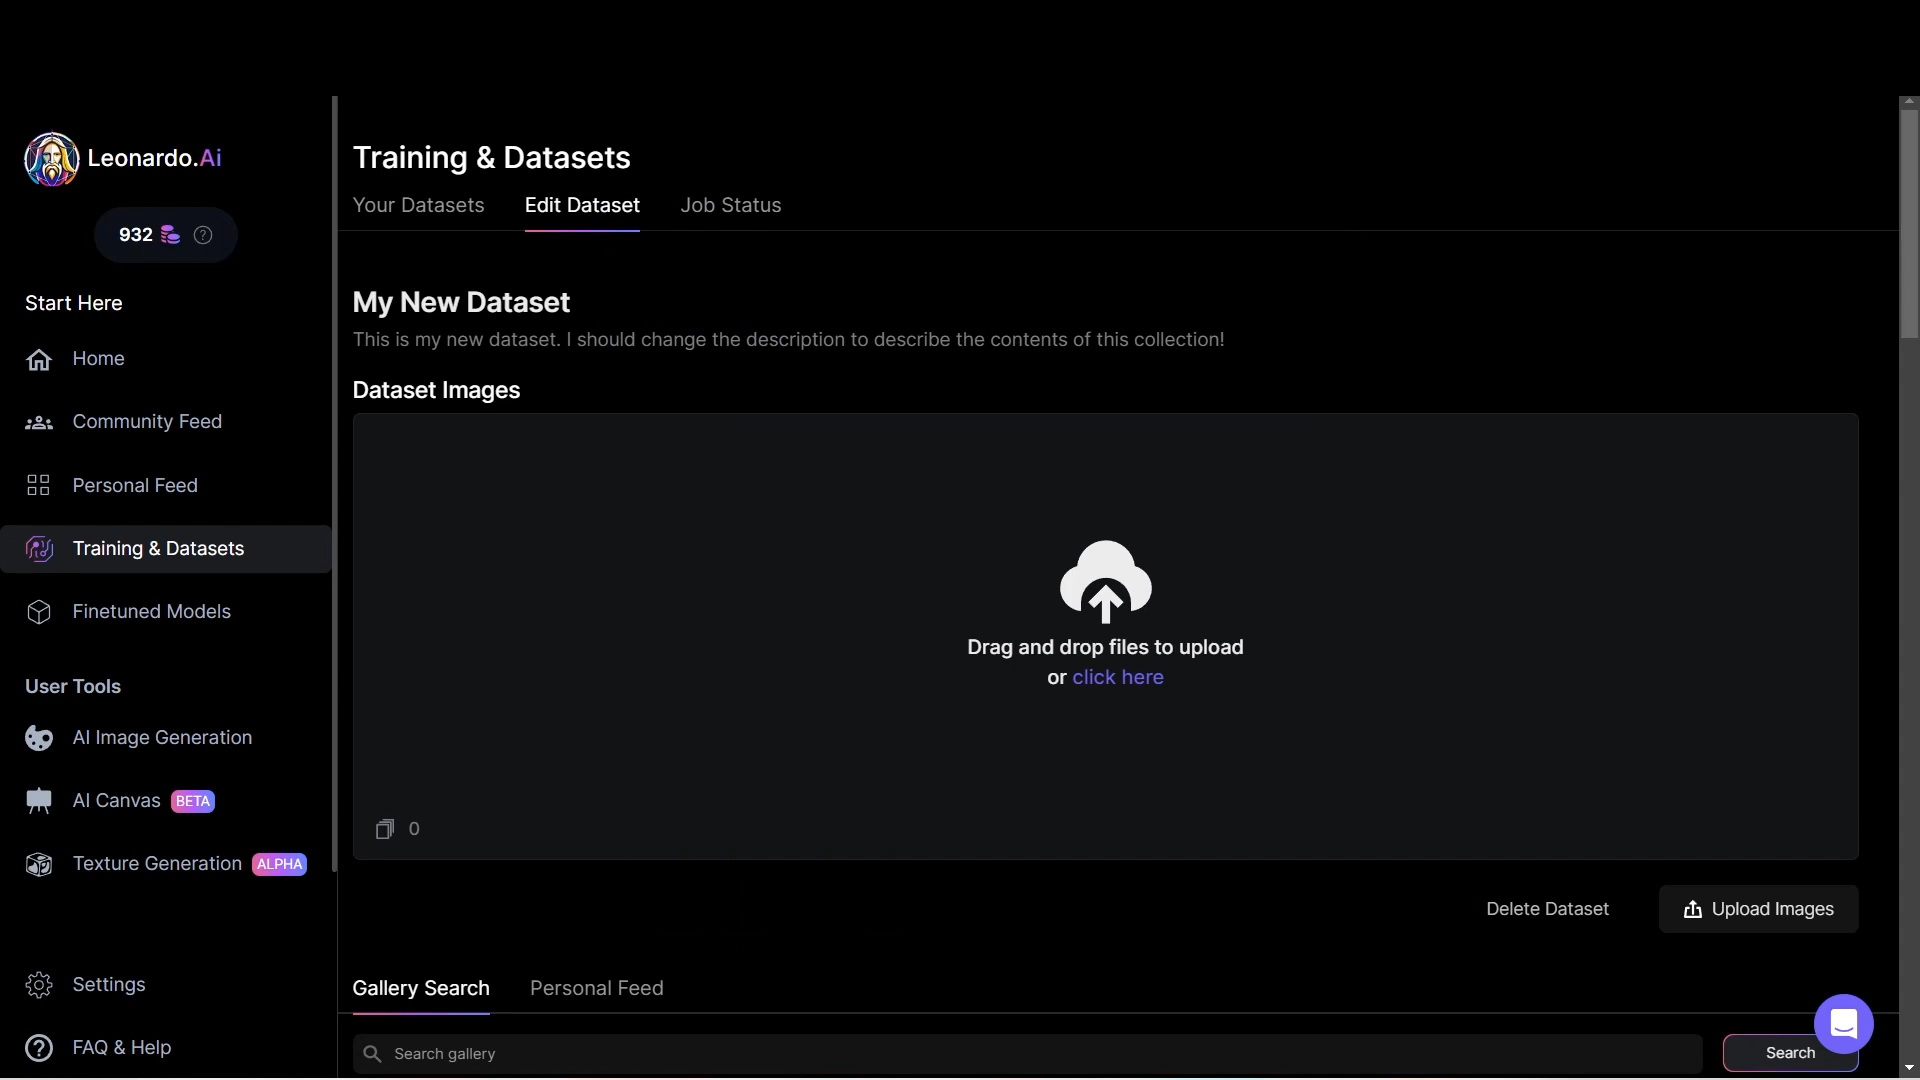 Leonardo.Ai
932
Start Here
Home
Community Feed
Personal Feed
Training & Datasets
Finetuned Models
User Tools
AI Image Generation
AI Canvas BETA
Texture Generation ALPHA
Settings
FAQ & Help
Training & Datasets
Your Datasets Edit Dataset Job Status
My New Dataset
This is my new dataset. I should change the description to describe the contents of this collection!
Dataset Images
Drag and drop files to upload
or click here
0
Delete Dataset Upload Images
Gallery Search Personal Feed
Search gallery Search